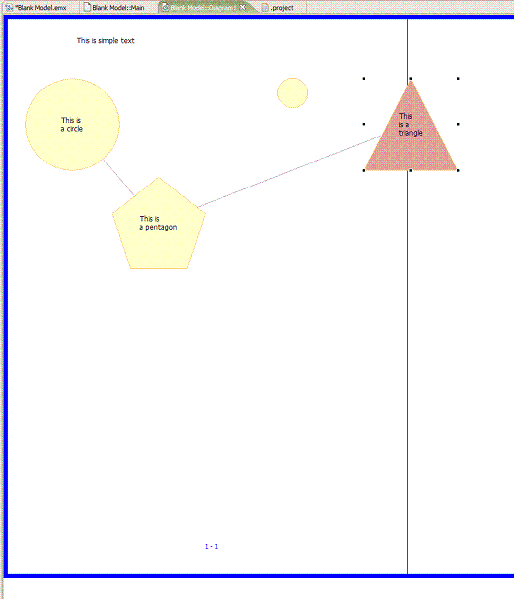 *Blank Model.emx
Blank Model::Main
Blank Model::Diagram1
.project
This is simple text
This is
a circle
This
is a
triangle
This is
a pentagon
1 - 1